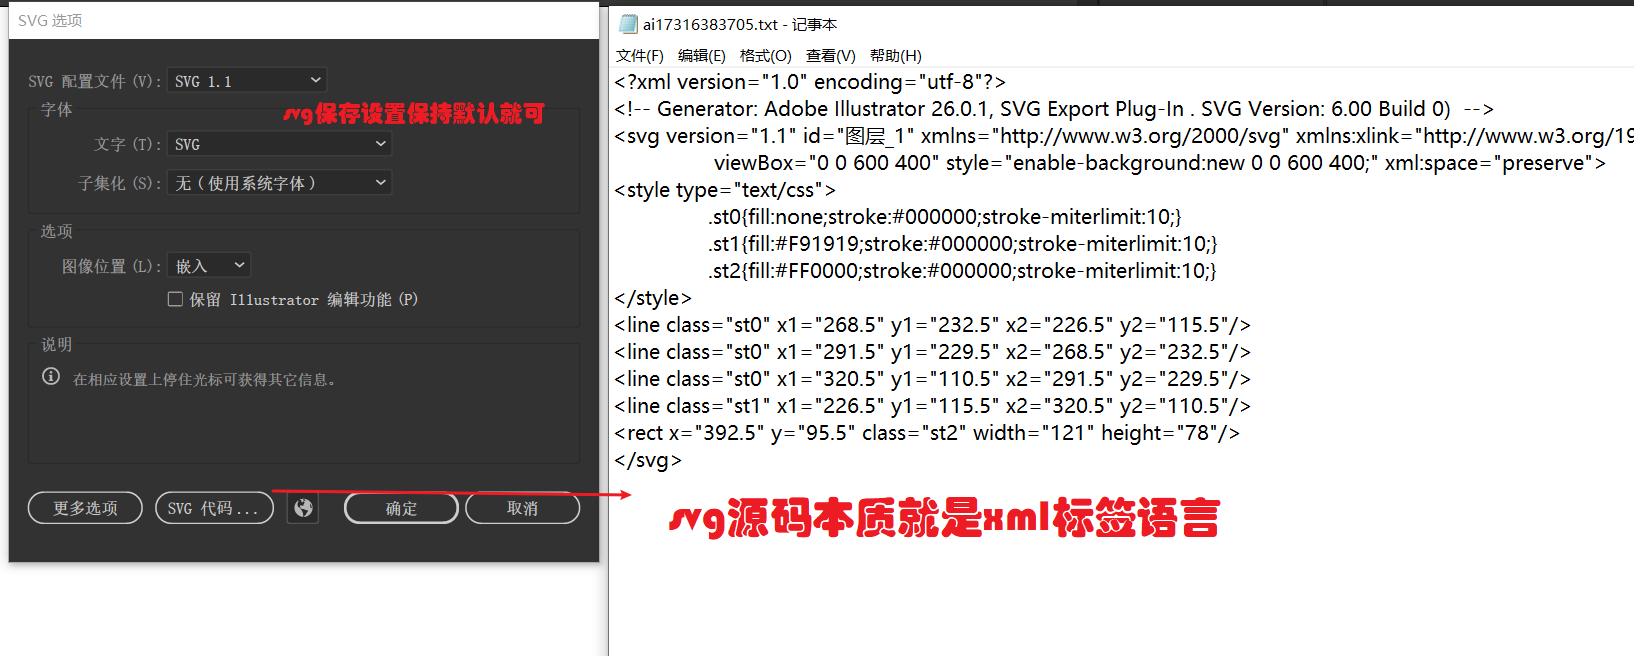 SVG 选项
SVG 配置文件 (V): SVG 1.1
字体
svg保存设置保持默认就可
文字 (T): SVG
子集化 (S): 无（使用系统字体）
选项
图像位置 (L): 嵌入
保留 Illustrator 编辑功能 (P)
说明
在相应设置上停住光标可获得其它信息。
更多选项
SVG 代码...
确定
取消
ai17316383705.txt - 记事本
文件(F) 编辑(E) 格式(O) 查看(V) 帮助(H)
<?xml version="1.0" encoding="utf-8"?>
<!-- Generator: Adobe Illustrator 26.0.1, SVG Export Plug-In . SVG Version: 6.00 Build 0)  -->
<svg version="1.1" id="图层_1" xmlns="http://www.w3.org/2000/svg" xmlns:xlink="http://www.w3.org/19
viewBox="0 0 600 400" style="enable-background:new 0 0 600 400;" xml:space="preserve">
<style type="text/css">
.st0{fill:none;stroke:#000000;stroke-miterlimit:10;}
.st1{fill:#F91919;stroke:#000000;stroke-miterlimit:10;}
.st2{fill:#FF0000;stroke:#000000;stroke-miterlimit:10;}
</style>
<line class="st0" x1="268.5" y1="232.5" x2="226.5" y2="115.5"/>
<line class="st0" x1="291.5" y1="229.5" x2="268.5" y2="232.5"/>
<line class="st0" x1="320.5" y1="110.5" x2="291.5" y2="229.5"/>
<line class="st1" x1="226.5" y1="115.5" x2="320.5" y2="110.5"/>
<rect x="392.5" y="95.5" class="st2" width="121" height="78"/>
</svg>
svg源码本质就是xml标签语言